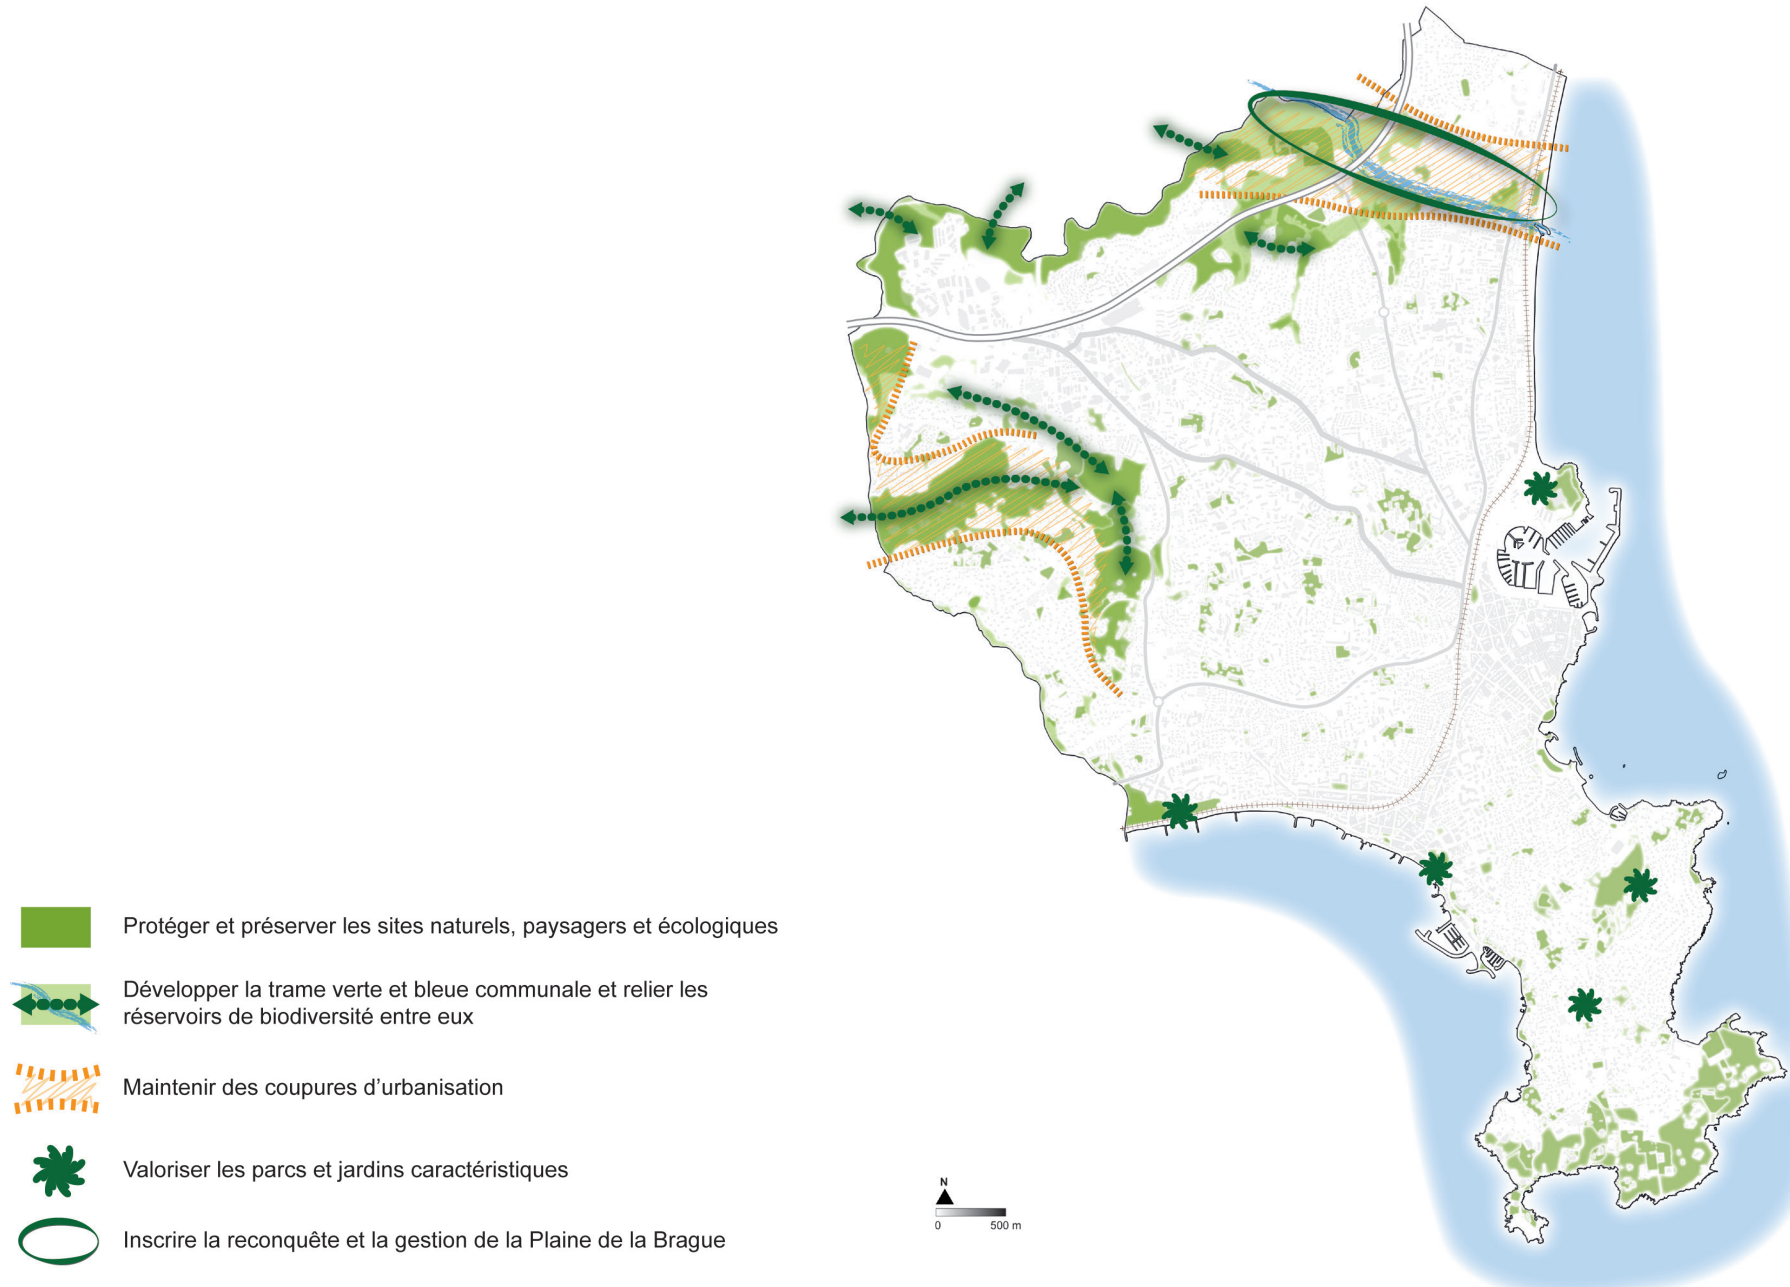 Protéger et préserver les sites naturels, paysagers et écologiques
Développer la trame verte et bleue communale et relier les
réservoirs de biodiversité entre eux
Maintenir des coupures d’urbanisation
Valoriser les parcs et jardins caractéristiques
Inscrire la reconquête et la gestion de la Plaine de la Brague
N
0 500 m